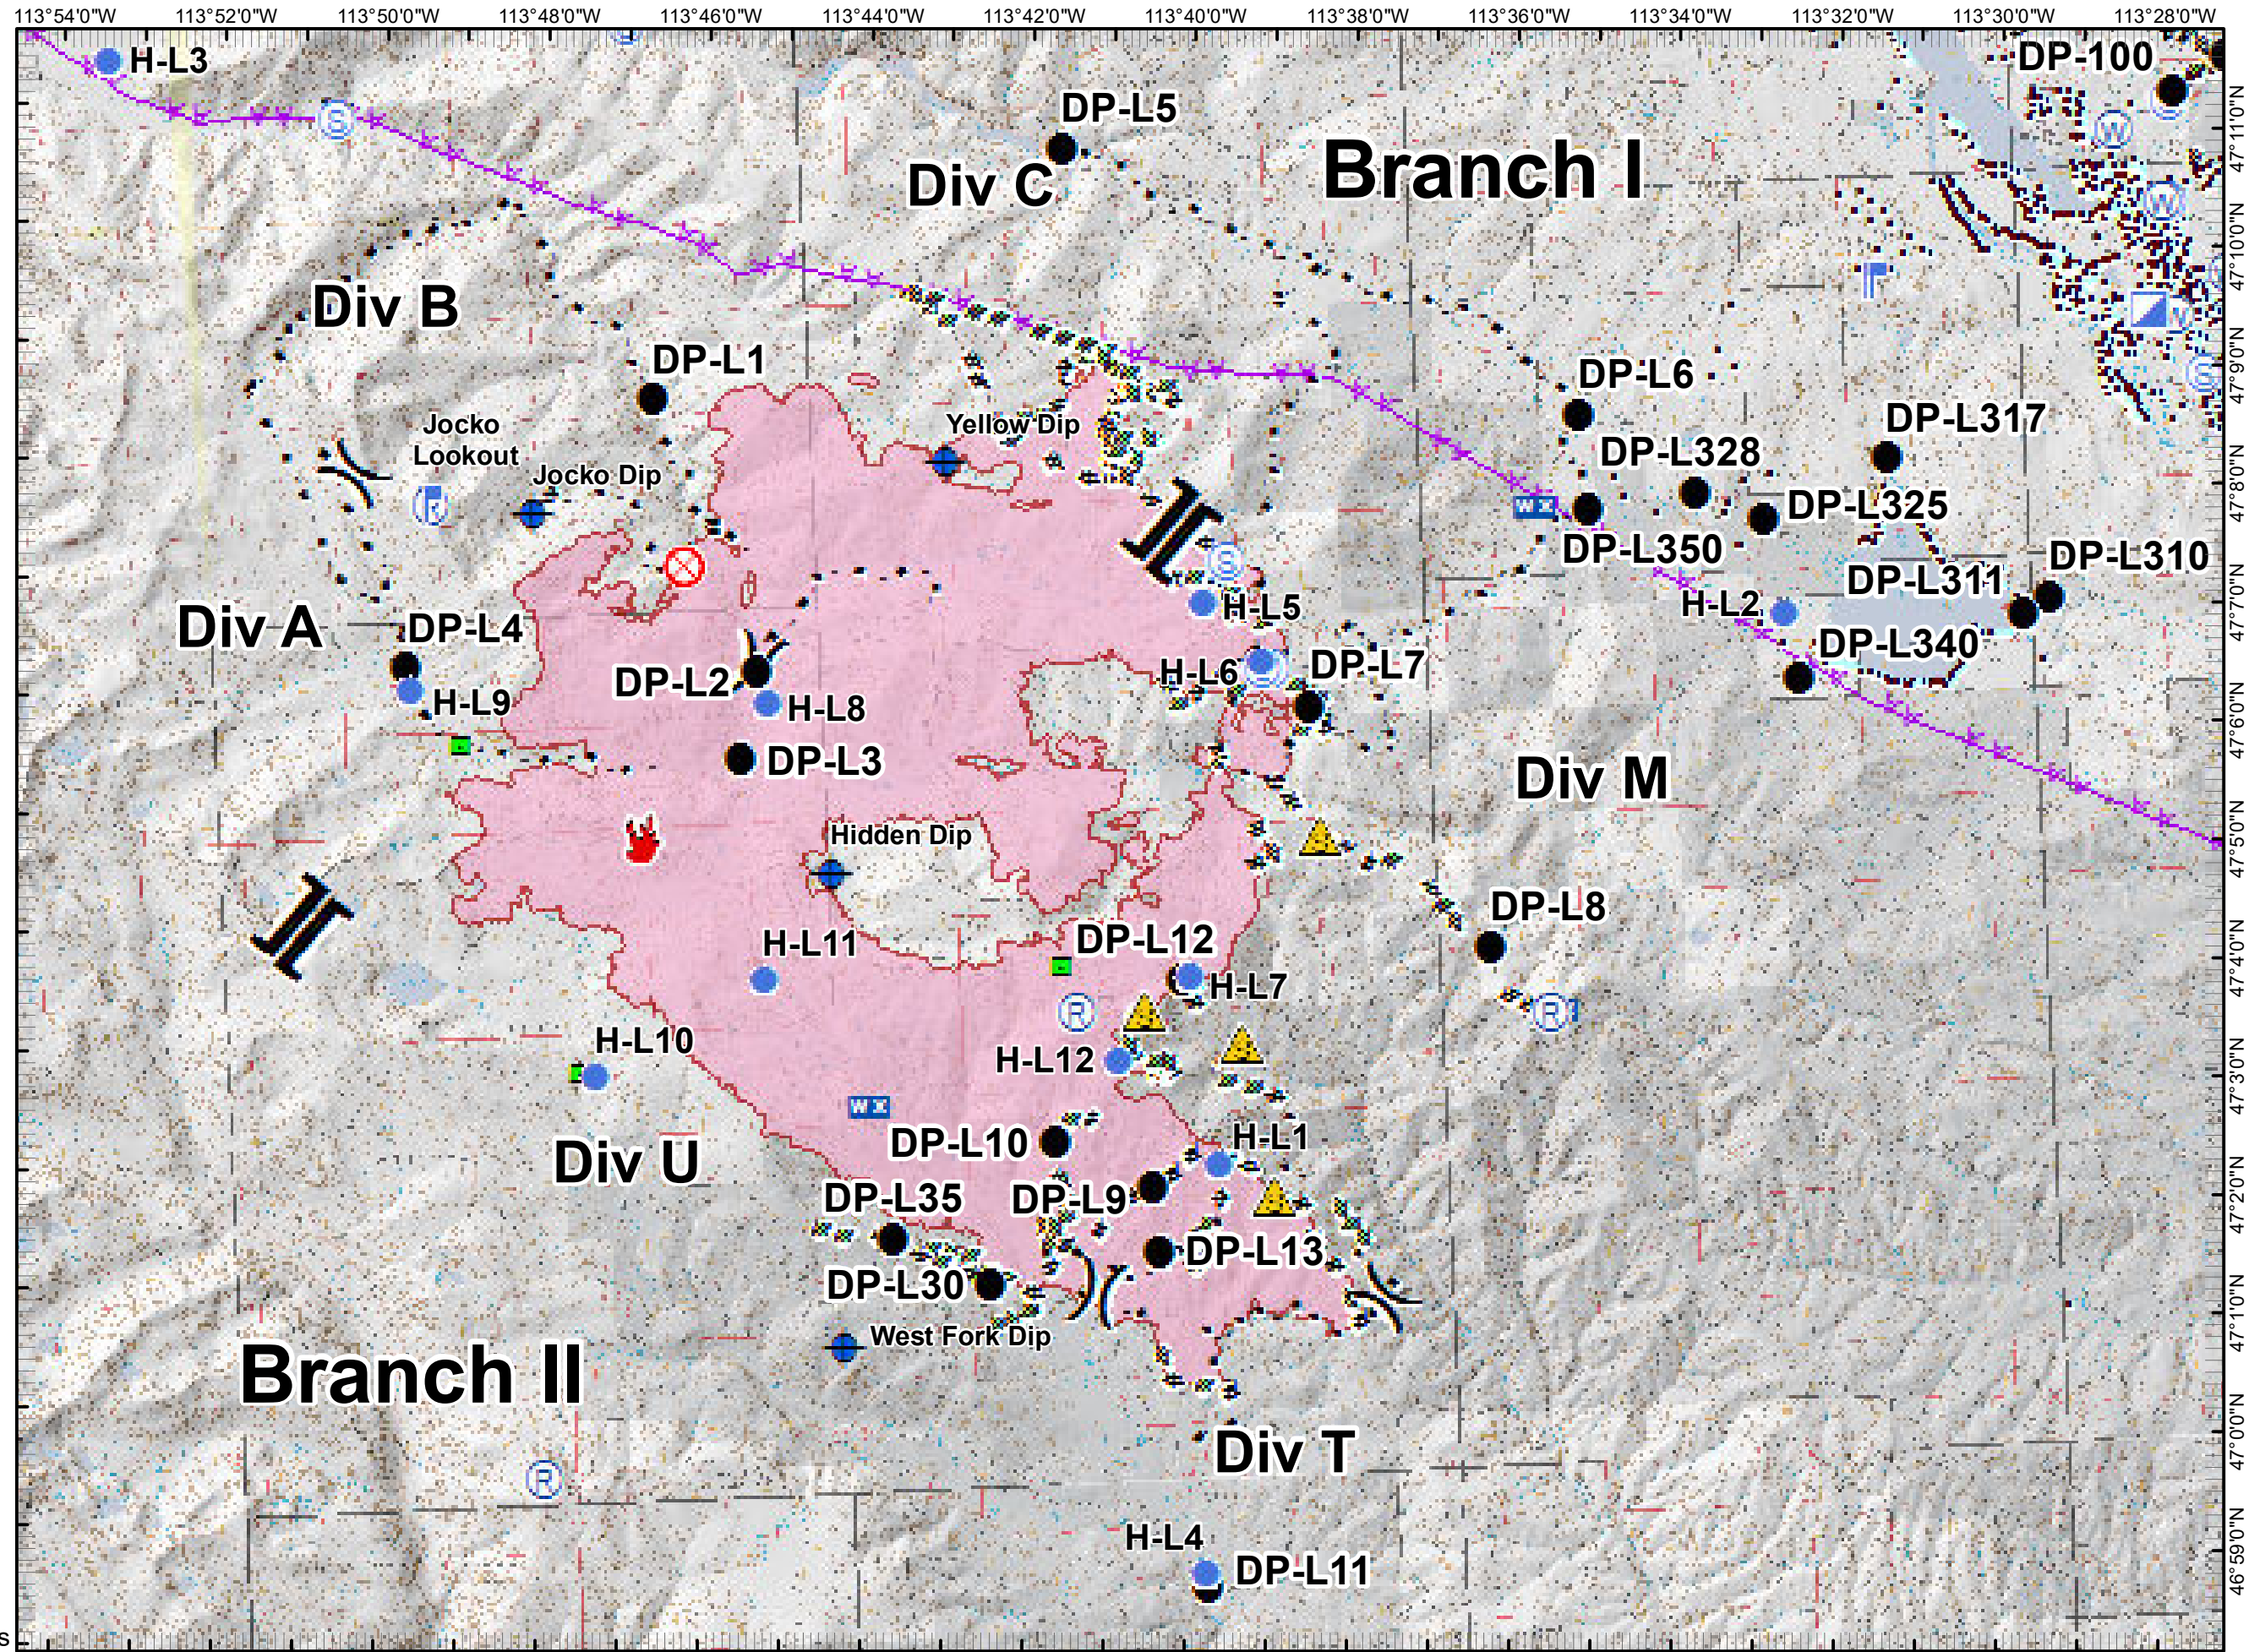 113°54'0"W 113°52'0"W 113°50'0"W 113°48'0"W 113°46'0"W 113°44'0"W 113°42'0"W 113°40'0"W 113°38'0"W 113°36'0"W 113°34'0"W 113°32'0"W 113°30'0"W 113°28'0"W
H-L3
DP-100
DP-L5
47°11'0"N
S
W
Branch I
Div C
W
47°10'0"N
Div B
W
47°9'0"N
DP-L1
DP-L6
S
Jocko
Lookout
Yellow Dip
DP-L317
DP-L328
Jocko Dip
47°8'0"N
R
WX
DP-L325
DP-L350
S
DP-L310
DP-L311
H-L5
H-L2
47°7'0"N
Div A
DP-L4
DP-L340
H-L6
DP-L7
DP-L2
H-L9
H-L8
47°6'0"N
DP-L3
Div M
Hidden Dip
47°5'0"N
DP-L8
H-L11
DP-L12
47°4'0"N
H-L7
R
R
H-L10
H-L12
47°3'0"N
WX
DP-L10
H-L1
Div U
DP-L35
DP-L9
47°2'0"N
DP-L13
DP-L30
47°1'0"N
West Fork Dip
Branch II
Div T
47°0'0"N
R
H-L4
46°59'0"N
DP-L11
s